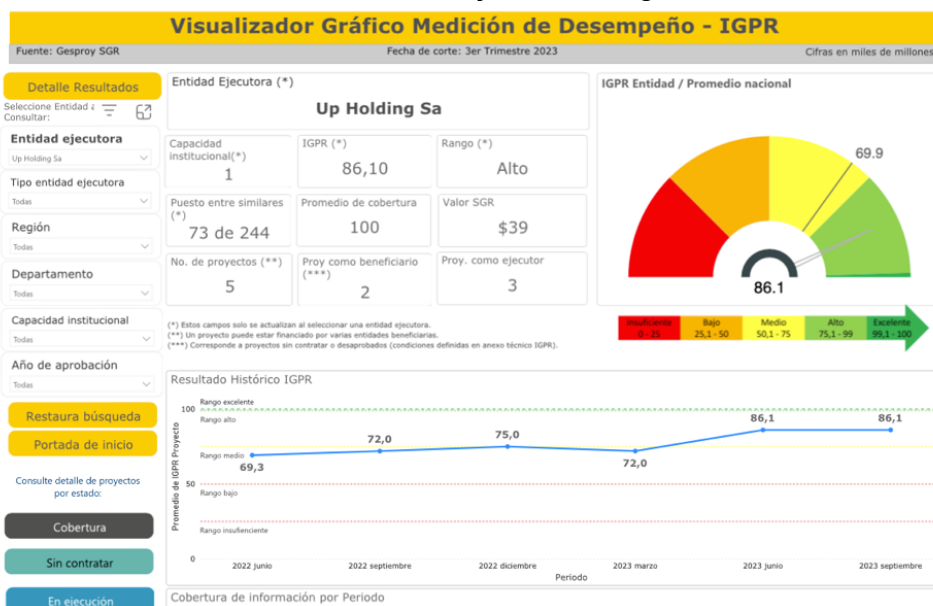 Visualizador Gráfico Medición de Desempeño - IGPR
Fuente: Gesproy SGR
Fecha de corte: 3er Trimestre 2023
Cifras en miles de millones
Detalle Resultados
Seleccione Entidad a
Consultar:
Entidad ejecutora
Up Holding Sa
Tipo entidad ejecutora
Todas
Región
Todas
Departamento
Todas
Capacidad institucional
Todas
Año de aprobación
Todas
Restaura búsqueda
Portada de inicio
Consulte detalle de proyectos
por estado:
Cobertura
Sin contratar
En ejecución
Entidad Ejecutora (*)
Up Holding Sa
Capacidad
institucional(*)
1
IGPR (*)
86,10
Rango (*)
Alto
Puesto entre similares
(*)
73 de 244
Promedio de cobertura
100
Valor SGR
$39
No. de proyectos (**)
5
Proy como beneficiario
(***)
2
Proy. como ejecutor
3
(*) Estos campos solo se actualizan al seleccionar una entidad ejecutora.
(**) Un proyecto puede estar financiado por varias entidades beneficiarias.
(***) Corresponde a proyectos sin contratar o desaprobados (condiciones definidas en anexo técnico IGPR).
IGPR Entidad / Promedio nacional
69.9
86.1
Insuficiente
0 - 25
Bajo
25,1 - 50
Medio
50,1 - 75
Alto
75,1 - 99
Excelente
99,1 - 100
Resultado Histórico IGPR
Promedio de IGPR Proyecto
100
50
0
Rango excelente
Rango alto
Rango medio
Rango bajo
Rango insufienciente
69,3
72,0
75,0
72,0
86,1
86,1
2022 junio
2022 septiembre
2022 diciembre
2023 marzo
2023 junio
2023 septiembre
Periodo
Cobertura de información por Periodo